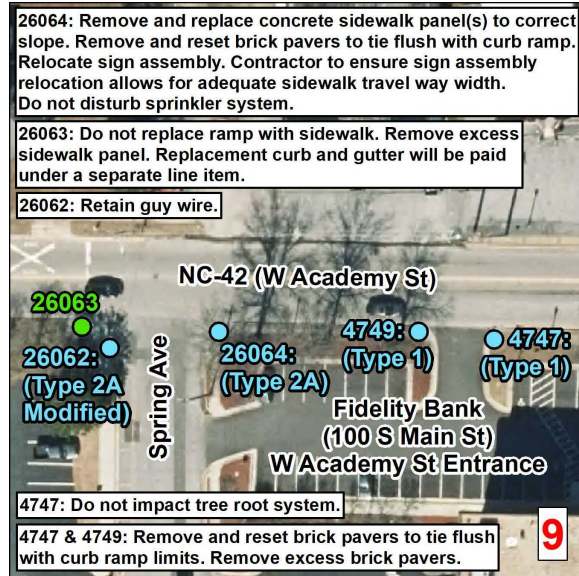 26064: Remove and replace concrete sidewalk panel(s) to correct
slope. Remove and reset brick pavers to tie flush with curb ramp.
Relocate sign assembly. Contractor to ensure sign assembly
relocation allows for adequate sidewalk travel way width.
Do not disturb sprinkler system.
26063: Do not replace ramp with sidewalk. Remove excess
sidewalk panel. Replacement curb and gutter will be paid
under a separate line item.
26062: Retain guy wire.
NC-42 (W Academy St)
26063
26062:
(Type 2A
Modified)
Spring Ave
26064:
(Type 2A)
4749:
(Type 1)
4747:
(Type 1)
Fidelity Bank
(100 S Main St)
W Academy St Entrance
4747: Do not impact tree root system.
4747 & 4749: Remove and reset brick pavers to tie flush
with curb ramp limits. Remove excess brick pavers.
9